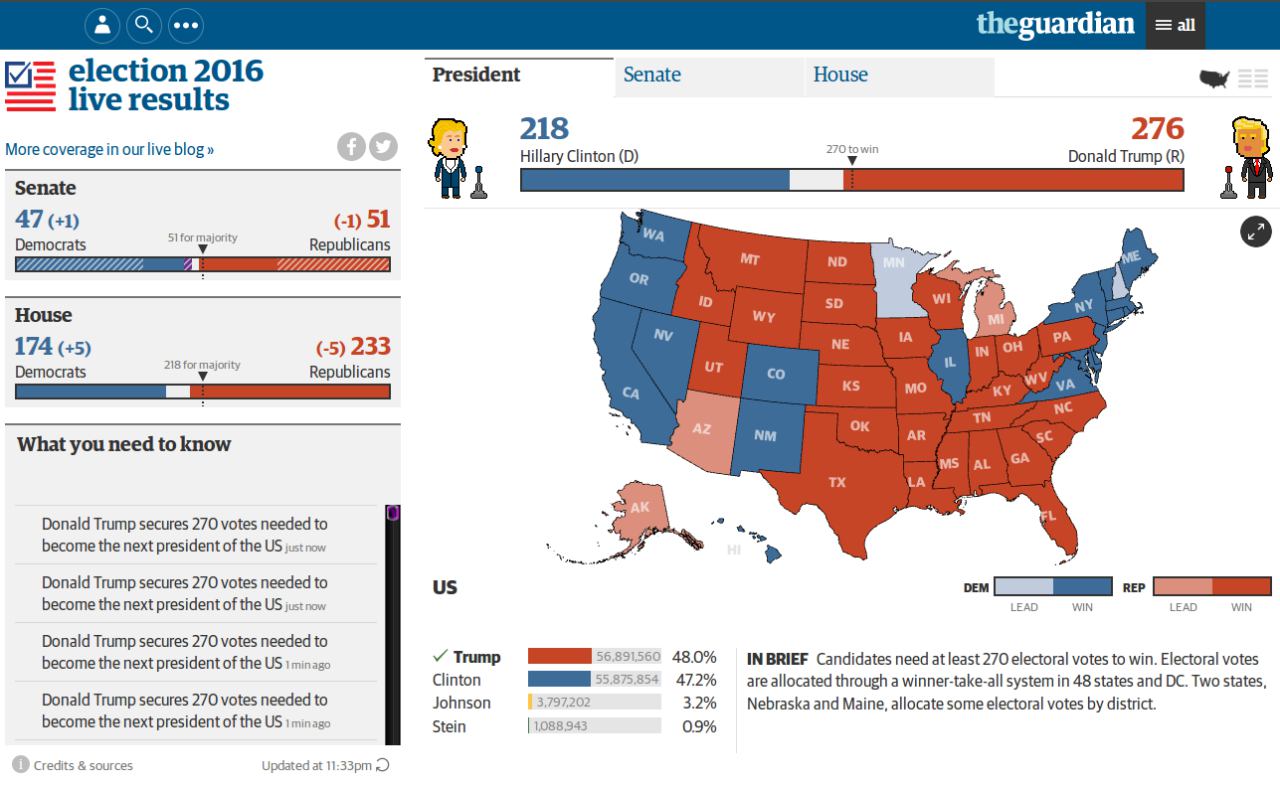 theguardian
all
election 2016
live results
More coverage in our live blog »
Senate
47 (+1)
(-1) 51
Democrats
51 for majority
Republicans
House
174 (+5)
(-5) 233
Democrats
218 for majority
Republicans
What you need to know
Donald Trump secures 270 votes needed to
become the next president of the US just now
Donald Trump secures 270 votes needed to
become the next president of the US just now
Donald Trump secures 270 votes needed to
become the next president of the US 1 min ago
Donald Trump secures 270 votes needed to
become the next president of the US 1 min ago
Credits & sources
Updated at 11:33pm
President
Senate
House
218
276
Hillary Clinton (D)
270 to win
Donald Trump (R)
WA
MT
ND
MN
ME
OR
ID
SD
WI
MI
NY
WY
NV
NE
IA
IL
IN
OH
PA
UT
CO
KS
MO
KY
WV
VA
CA
AZ
NM
OK
AR
TN
NC
SC
MS
AL
GA
TX
LA
FL
AK
HI
US
DEM
LEAD
WIN
REP
LEAD
WIN
Trump 56,891,560 48.0%
Clinton 55,875,854 47.2%
Johnson 3,797,202 3.2%
Stein 1,088,943 0.9%
IN BRIEF Candidates need at least 270 electoral votes to win. Electoral votes
are allocated through a winner-take-all system in 48 states and DC. Two states,
Nebraska and Maine, allocate some electoral votes by district.